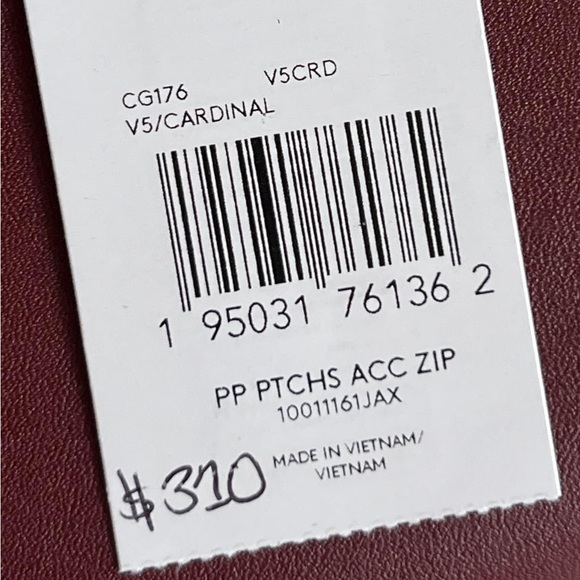 CG176 V5CRD
V5/CARDINAL
1 95031 76136 2
PP PTCHS ACC ZIP
10011161JAX
MADE IN VIETNAM/
VIETNAM
$310